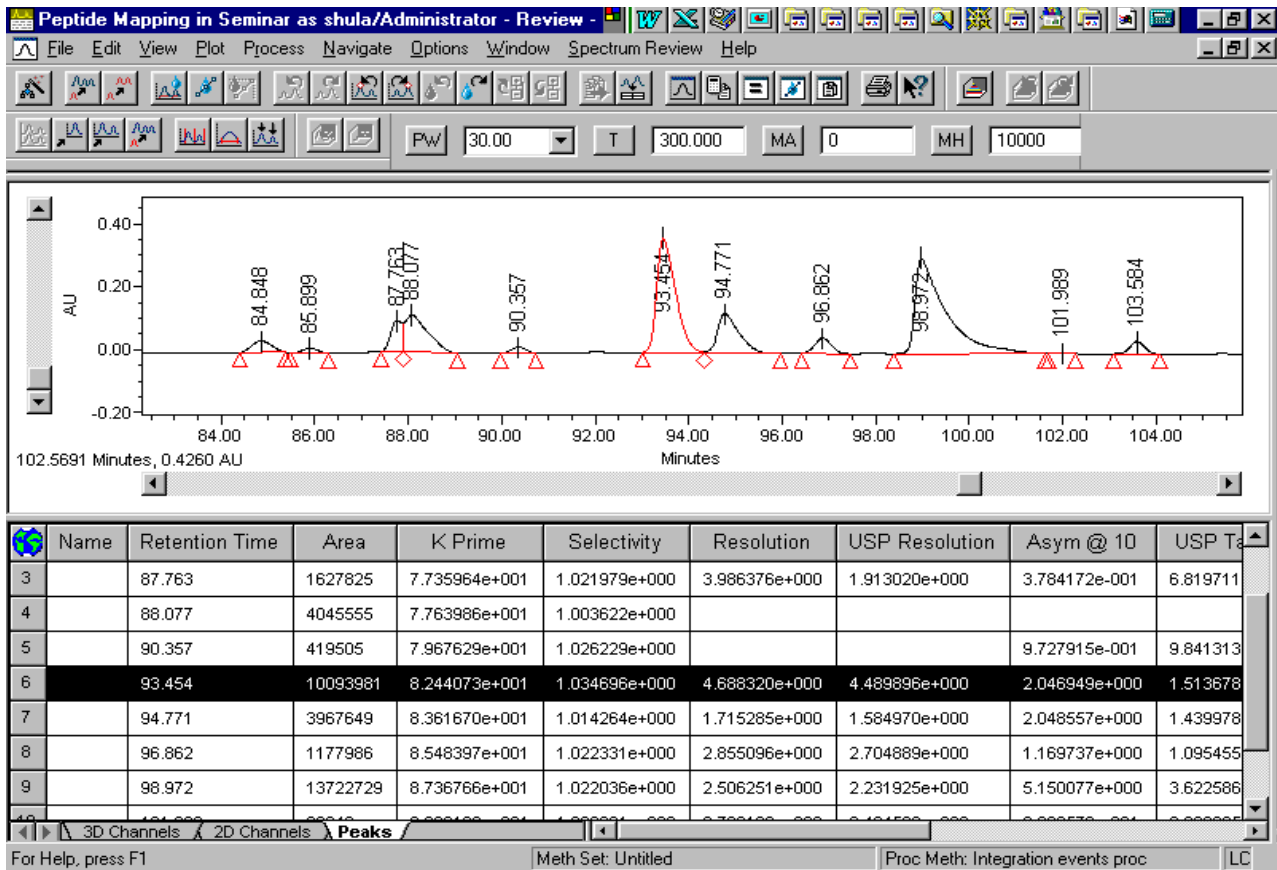 Peptide Mapping in Seminar as shula/Administrator - Review -
File Edit View Plot Process Navigate Options Window Spectrum Review Help
PW 30.00 T 300.000 MA 0 MH 10000
0.40
0.20
0.00
-0.20
AU
84.848
85.899
87.763
88.077
90.357
93.454
94.771
96.862
98.972
101.989
103.584
84.00 86.00 88.00 90.00 92.00 94.00 96.00 98.00 100.00 102.00 104.00
102.5691 Minutes, 0.4260 AU
Minutes
Name Retention Time Area K Prime Selectivity Resolution USP Resolution Asym @ 10 USP Ta
3 87.763 1627825 7.735964e+001 1.021979e+000 3.986376e+000 1.913020e+000 3.784172e-001 6.819711
4 88.077 4045555 7.763986e+001 1.003622e+000
5 90.357 419505 7.967629e+001 1.026229e+000 9.727915e-001 9.841313
6 93.454 10093981 8.244073e+001 1.034696e+000 4.688320e+000 4.489896e+000 2.046949e+000 1.513678
7 94.771 3967649 8.361670e+001 1.014264e+000 1.715285e+000 1.584970e+000 2.048557e+000 1.439978
8 96.862 1177986 8.548397e+001 1.022331e+000 2.855096e+000 2.704889e+000 1.169737e+000 1.095455
9 98.972 13722729 8.736766e+001 1.022036e+000 2.506251e+000 2.231925e+000 5.150077e+000 3.622586
3D Channels 2D Channels Peaks
For Help, press F1 Meth Set: Untitled Proc Meth: Integration events proc LC